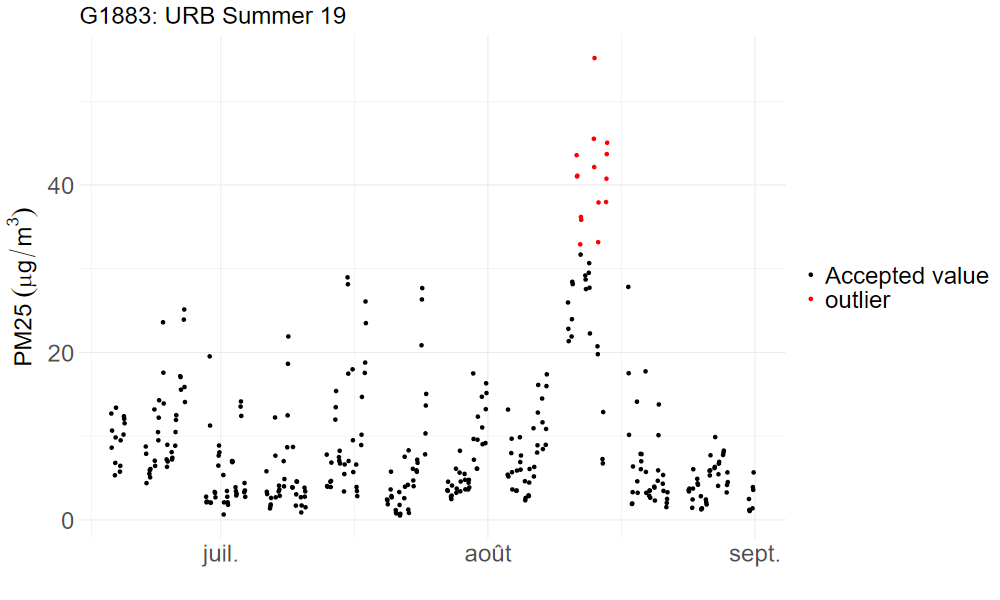 G1883: URB Summer 19
PM25 (μg/m³)
40
20
0
juil.
août
sept.
Accepted value
outlier